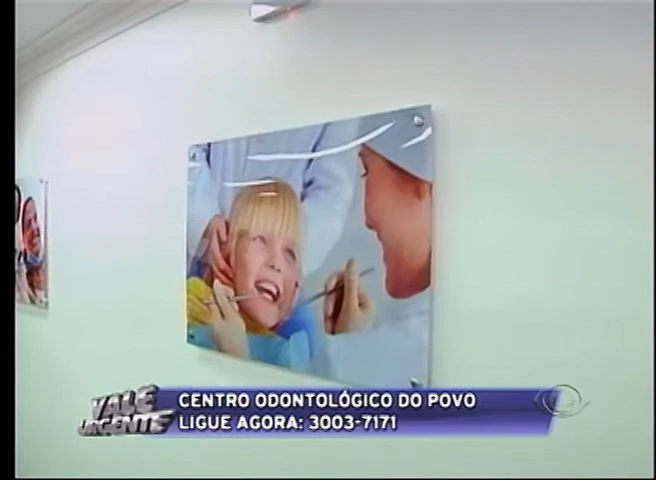 VALE
URGENTE
CENTRO ODONTOLÓGICO DO POVO
LIGUE AGORA: 3003-7171